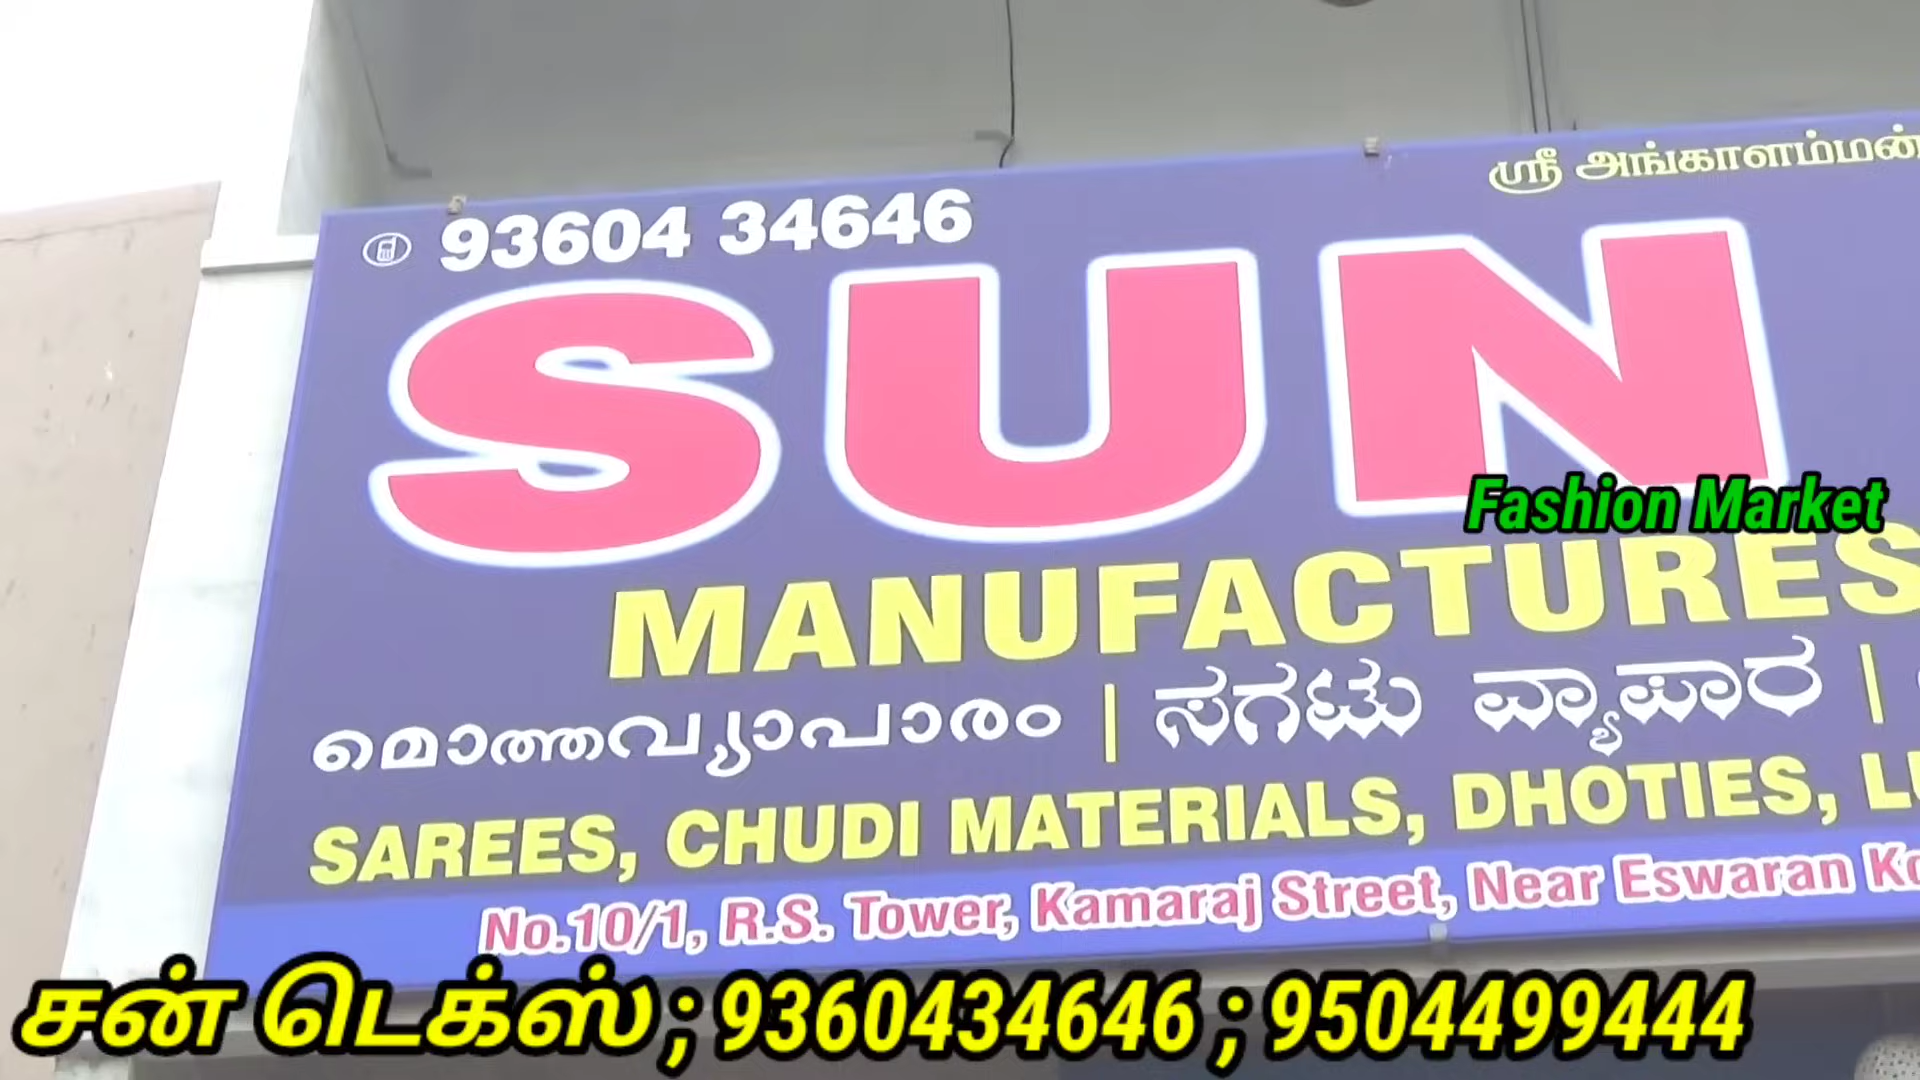 ஸ்ரீ அங்காளம்மன்
93604 34646
SUN
Fashion Market
MANUFACTURES
മൊത്തവ്യാപാരം | ಸಗಟು ವ್ಯಾಪಾರ |
SAREES, CHUDI MATERIALS, DHOTIES,
No.10/1, R.S. Tower, Kamaraj Street, Near Eswaran
சன் டெக்ஸ் ; 9360434646 ; 9504499444